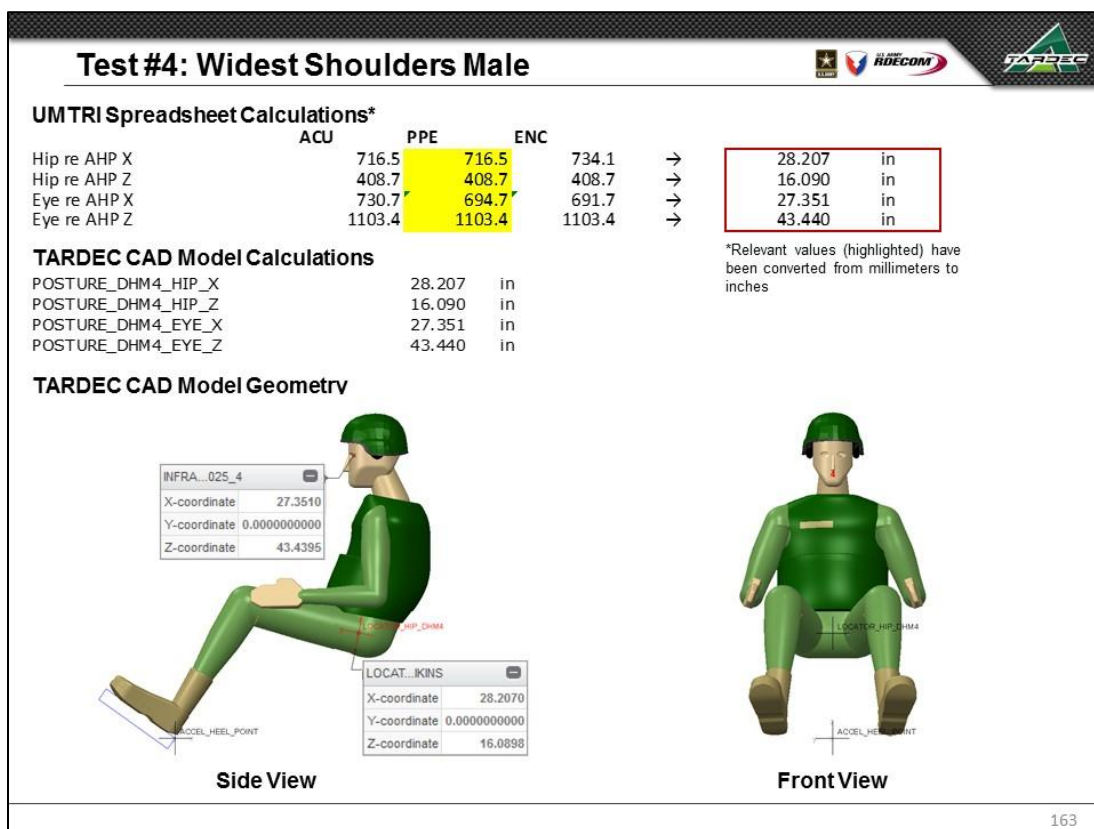 Test #4: Widest Shoulders Male
U.S. ARMY
U.S. ARMY
RDECOM
TARDEC
UMTRI Spreadsheet Calculations*
ACU PPE ENC
Hip re AHP X 716.5 716.5 734.1 → 28.207 in
Hip re AHP Z 408.7 408.7 408.7 → 16.090 in
Eye re AHP X 730.7 694.7 691.7 → 27.351 in
Eye re AHP Z 1103.4 1103.4 1103.4 → 43.440 in
*Relevant values (highlighted) have
been converted from millimeters to
inches
TARDEC CAD Model Calculations
POSTURE_DHM4_HIP_X 28.207 in
POSTURE_DHM4_HIP_Z 16.090 in
POSTURE_DHM4_EYE_X 27.351 in
POSTURE_DHM4_EYE_Z 43.440 in
TARDEC CAD Model Geometry
INFRA...025_4
X-coordinate 27.3510
Y-coordinate 0.0000000000
Z-coordinate 43.4395
LOCATOR_HIP_DHM4
LOCAT...IKINS
X-coordinate 28.2070
Y-coordinate 0.0000000000
Z-coordinate 16.0898
ACCEL_HEEL_POINT
Side View
LOCATOR_HIP_DHM4
ACCEL_HEEL_POINT
Front View
163